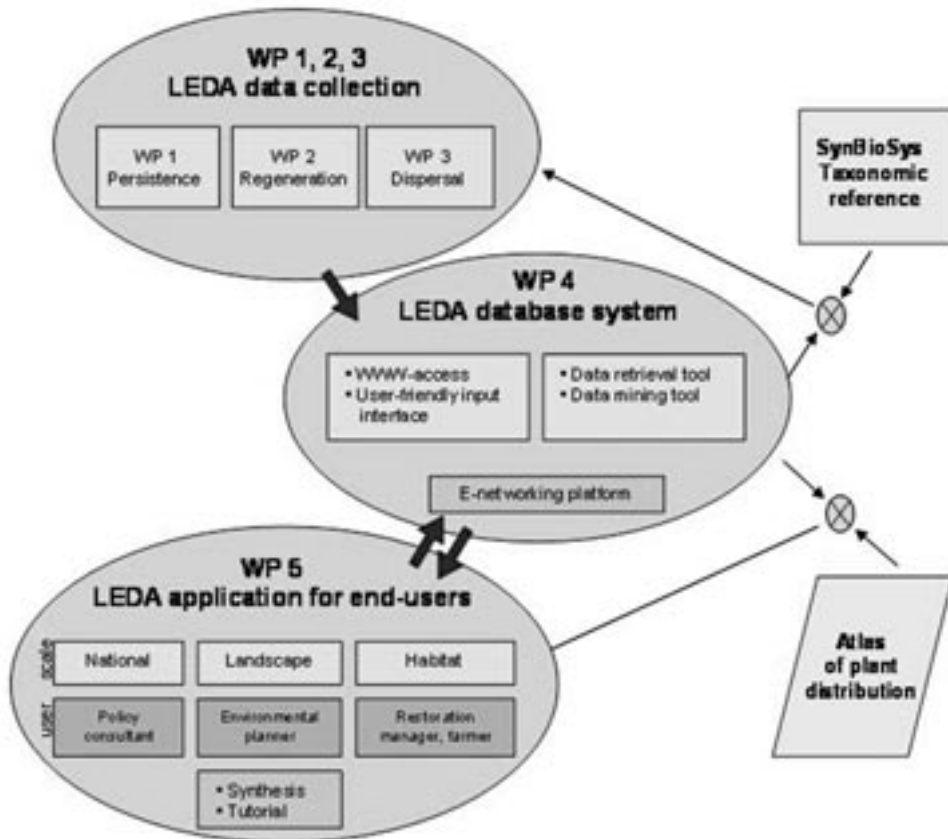 WP 1, 2, 3
LEDA data collection
WP 1
Persistence
WP 2
Regeneration
WP 3
Dispersal
SynBioSys
Taxonomic
reference
WP 4
LEDA database system
• WWW-access
• User-friendly input
interface
• Data retrieval tool
• Data mining tool
E-networking platform
WP 5
LEDA application for end-users
scale
National
Landscape
Habitat
user
Policy
consultant
Environmental
planner
Restoration
manager, farmer
• Synthesis
• Tutorial
Atlas
of plant
distribution